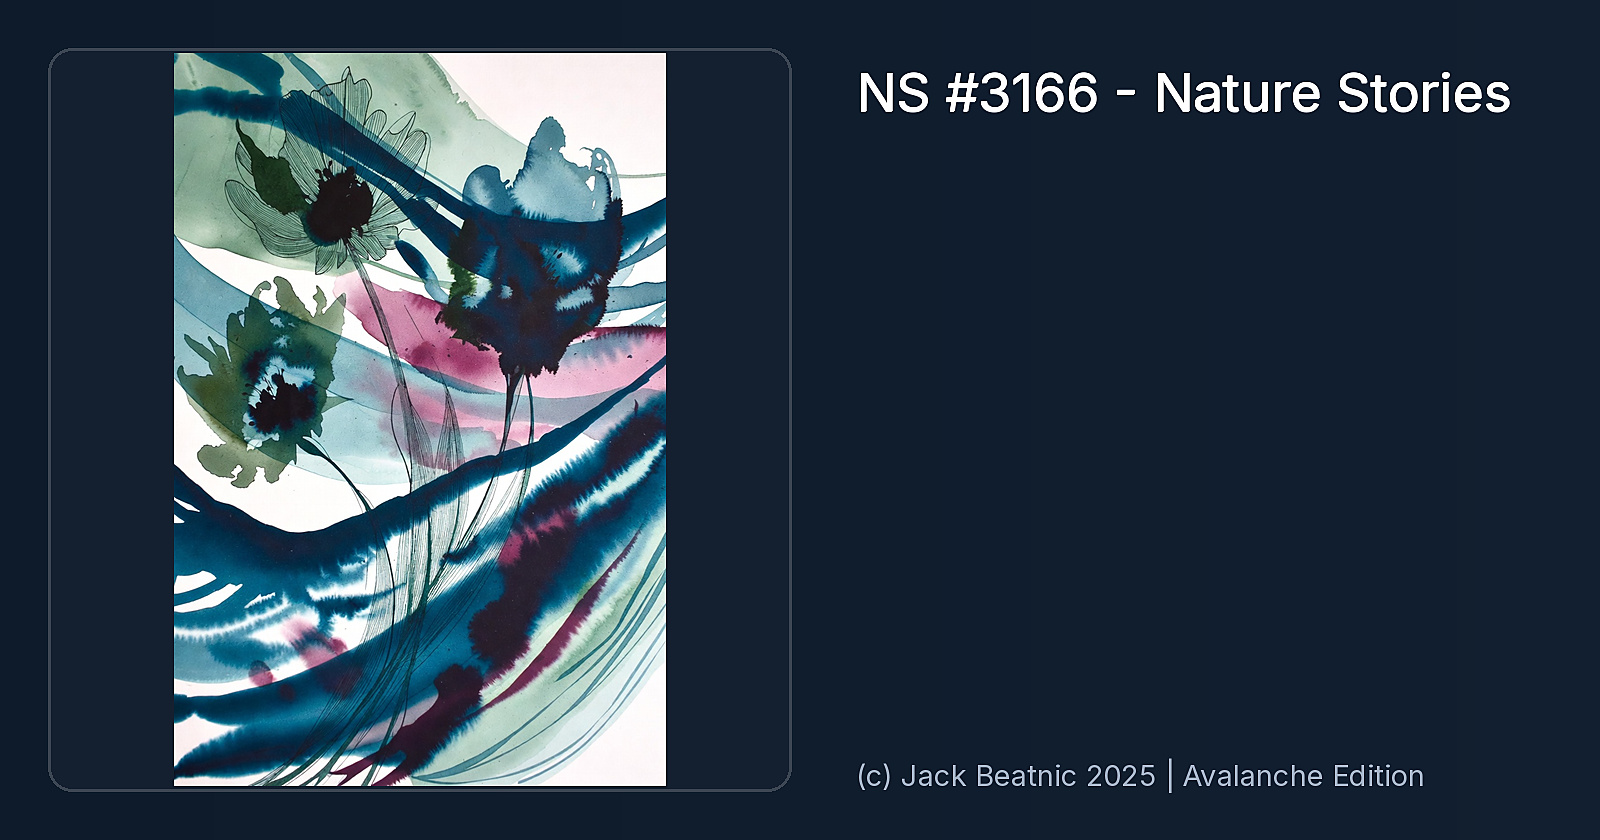 NS #3166 - Nature Stories
(c) Jack Beatnic 2025 | Avalanche Edition